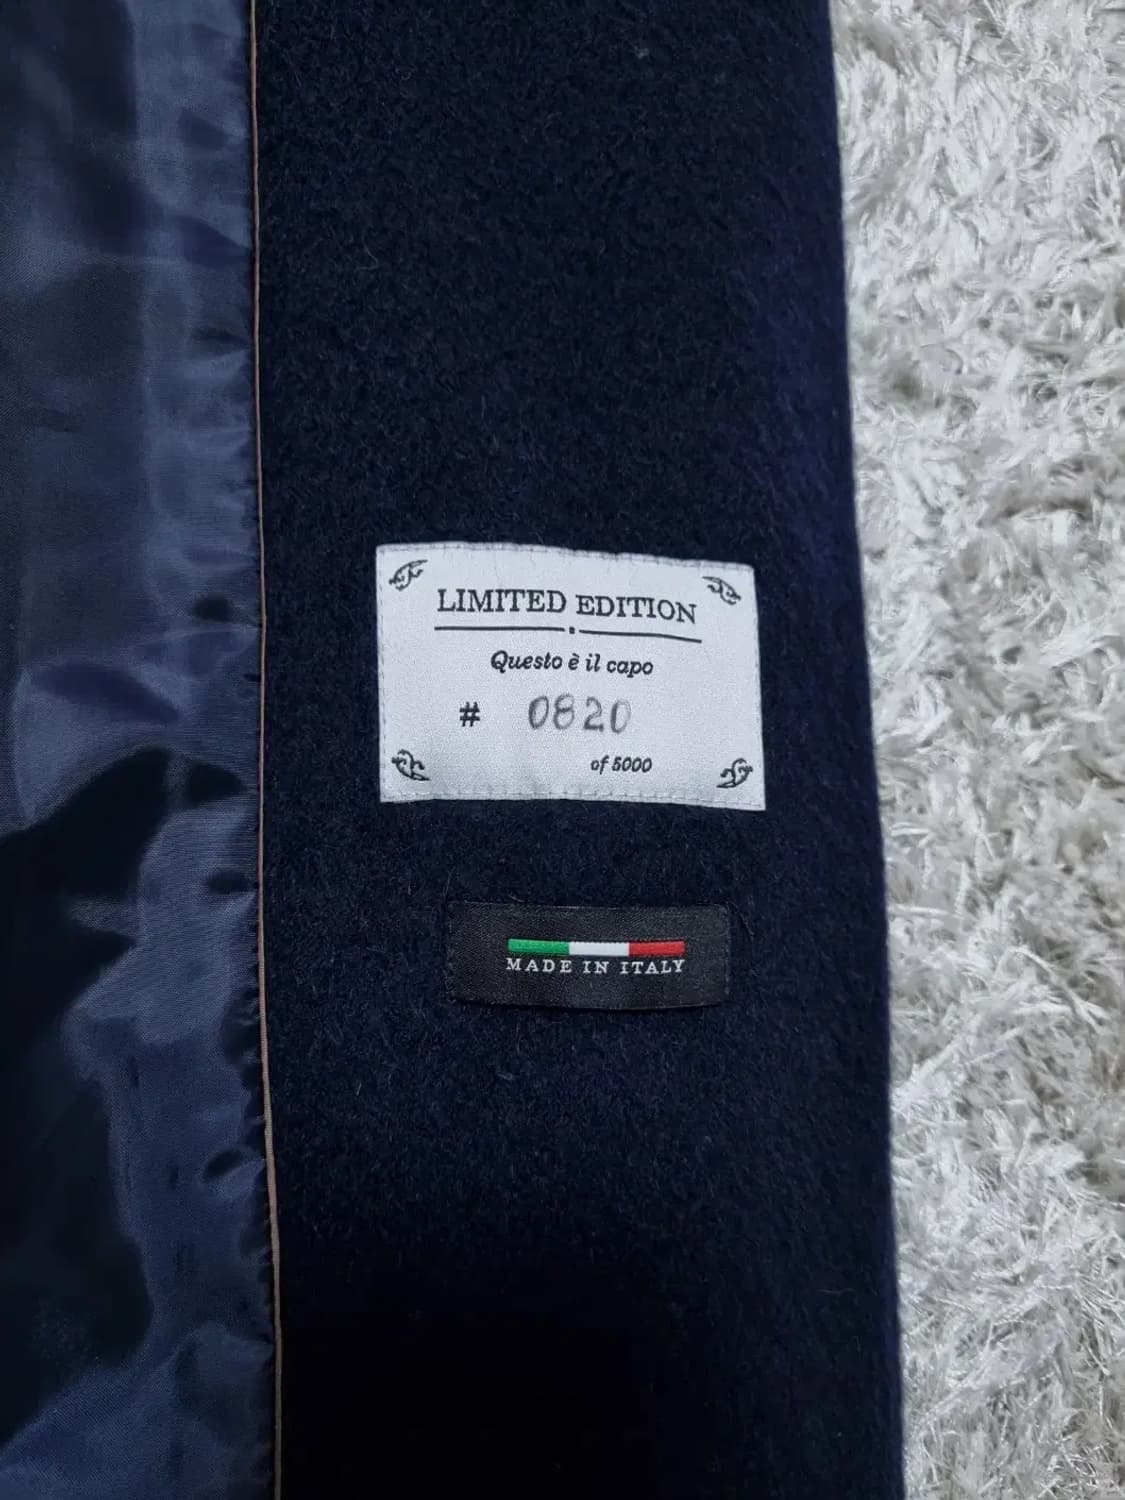 LIMITED EDITION
Questo è il capo
# 0820
of 5000
MADE IN ITALY